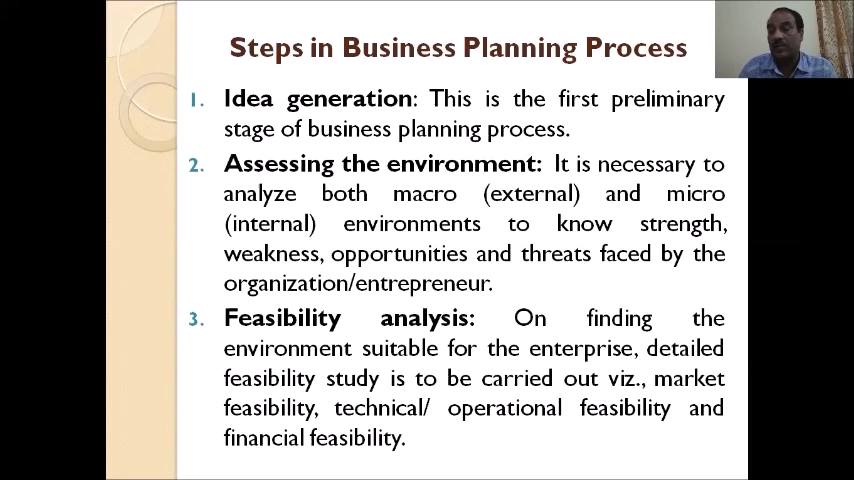 Steps in Business Planning Process
1. Idea generation: This is the first preliminary
stage of business planning process.
2. Assessing the environment: It is necessary to
analyze both macro (external) and micro
(internal) environments to know strength,
weakness, opportunities and threats faced by the
organization/entrepreneur.
3. Feasibility analysis: On finding the
environment suitable for the enterprise, detailed
feasibility study is to be carried out viz., market
feasibility, technical/ operational feasibility and
financial feasibility.